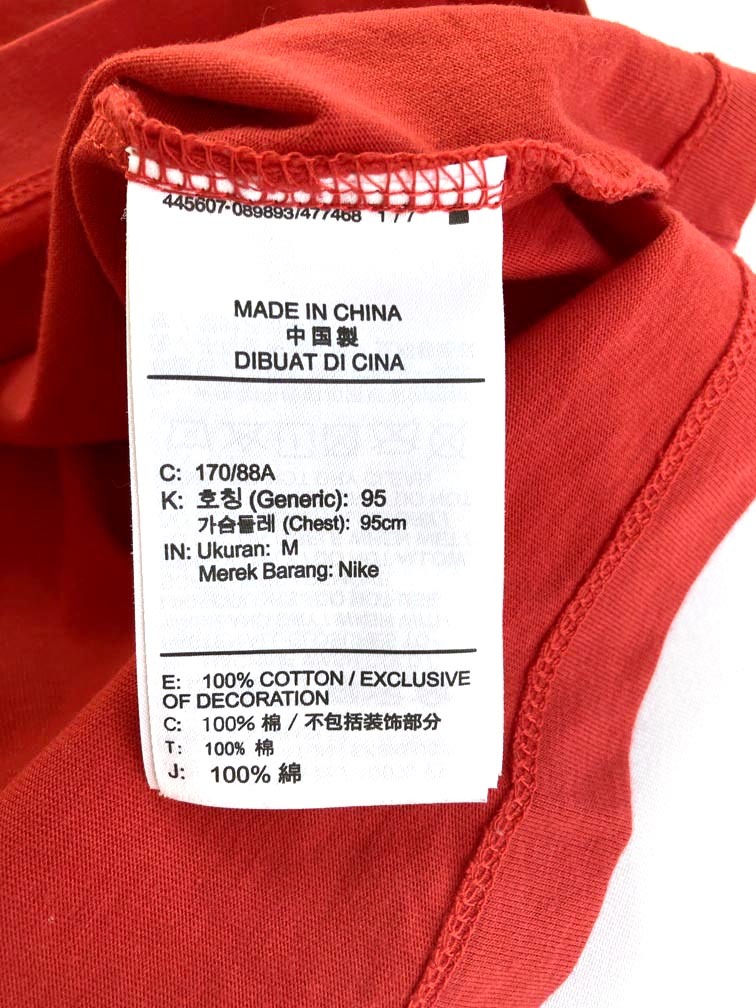 445607-089893/477468 1 / 7
MADE IN CHINA
中国製
DIBUAT DI CINA
C: 170/88A
K: 호칭 (Generic): 95
가슴둘레 (Chest): 95cm
IN: Ukuran: M
Merek Barang: Nike
E: 100% COTTON / EXCLUSIVE
OF DECORATION
C: 100% 棉 / 不包括装饰部分
T: 100% 棉
J: 100% 綿